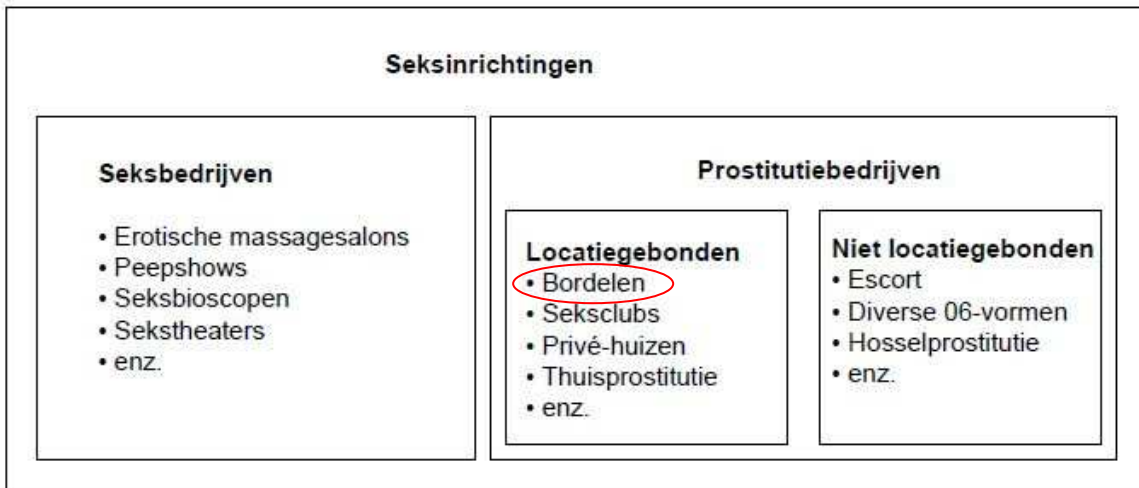 Seksinrichtingen
Seksbedrijven
• Erotische massagesalons
• Peepshows
• Seksbioscopen
• Sekstheaters
• enz.
Prostitutiebedrijven
Locatiegebonden
• Bordelen
• Seksclubs
• Privé-huizen
• Thuisprostitutie
• enz.
Niet locatiegebonden
• Escort
• Diverse 06-vormen
• Hosselprostitutie
• enz.